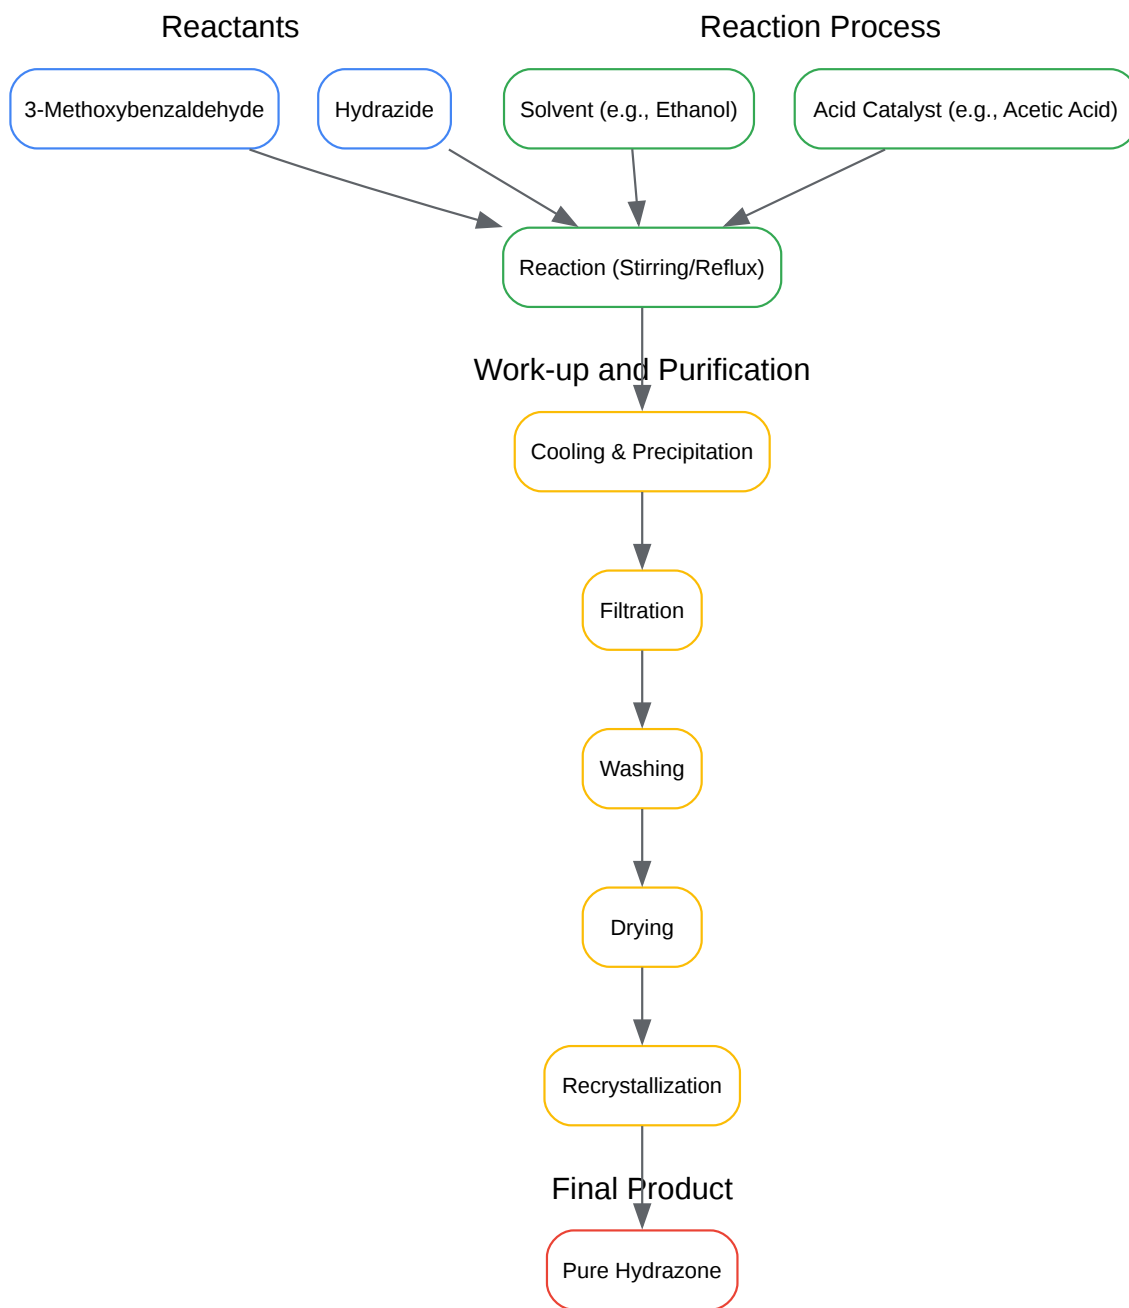 Reactants
Reaction Process
3-Methoxybenzaldehyde
Hydrazide
Solvent (e.g., Ethanol)
Acid Catalyst (e.g., Acetic Acid)
Reaction (Stirring/Reflux)
Work-up and Purification
Cooling & Precipitation
Filtration
Washing
Drying
Recrystallization
Final Product
Pure Hydrazone